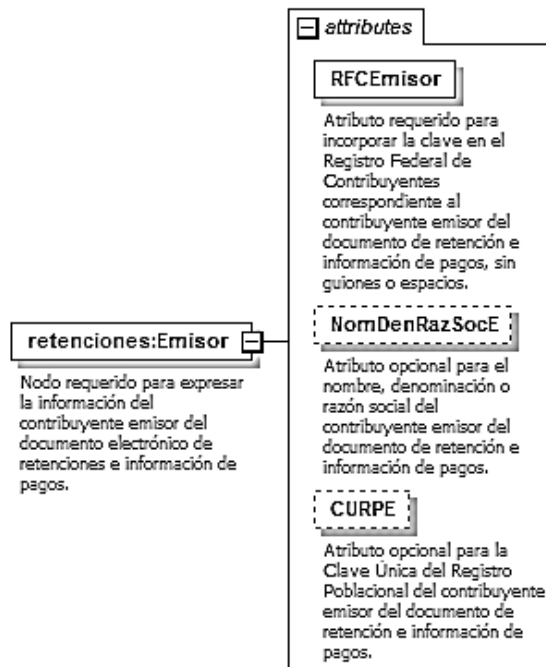 attributes
RFCEmisor
Atributo requerido para
incorporar la clave en el
Registro Federal de
Contribuyentes
correspondiente al
contribuyente emisor del
documento de retención e
información de pagos, sin
guiones o espacios.
NomDenRazSocE
Atributo opcional para el
nombre, denominación o
razón social del
contribuyente emisor del
documento de retención e
información de pagos.
CURPE
Atributo opcional para la
Clave Única del Registro
Poblacional del contribuyente
emisor del documento de
retención e información de
pagos.
retenciones:Emisor
Nodo requerido para expresar
la información del
contribuyente emisor del
documento electrónico de
retenciones e información de
pagos.